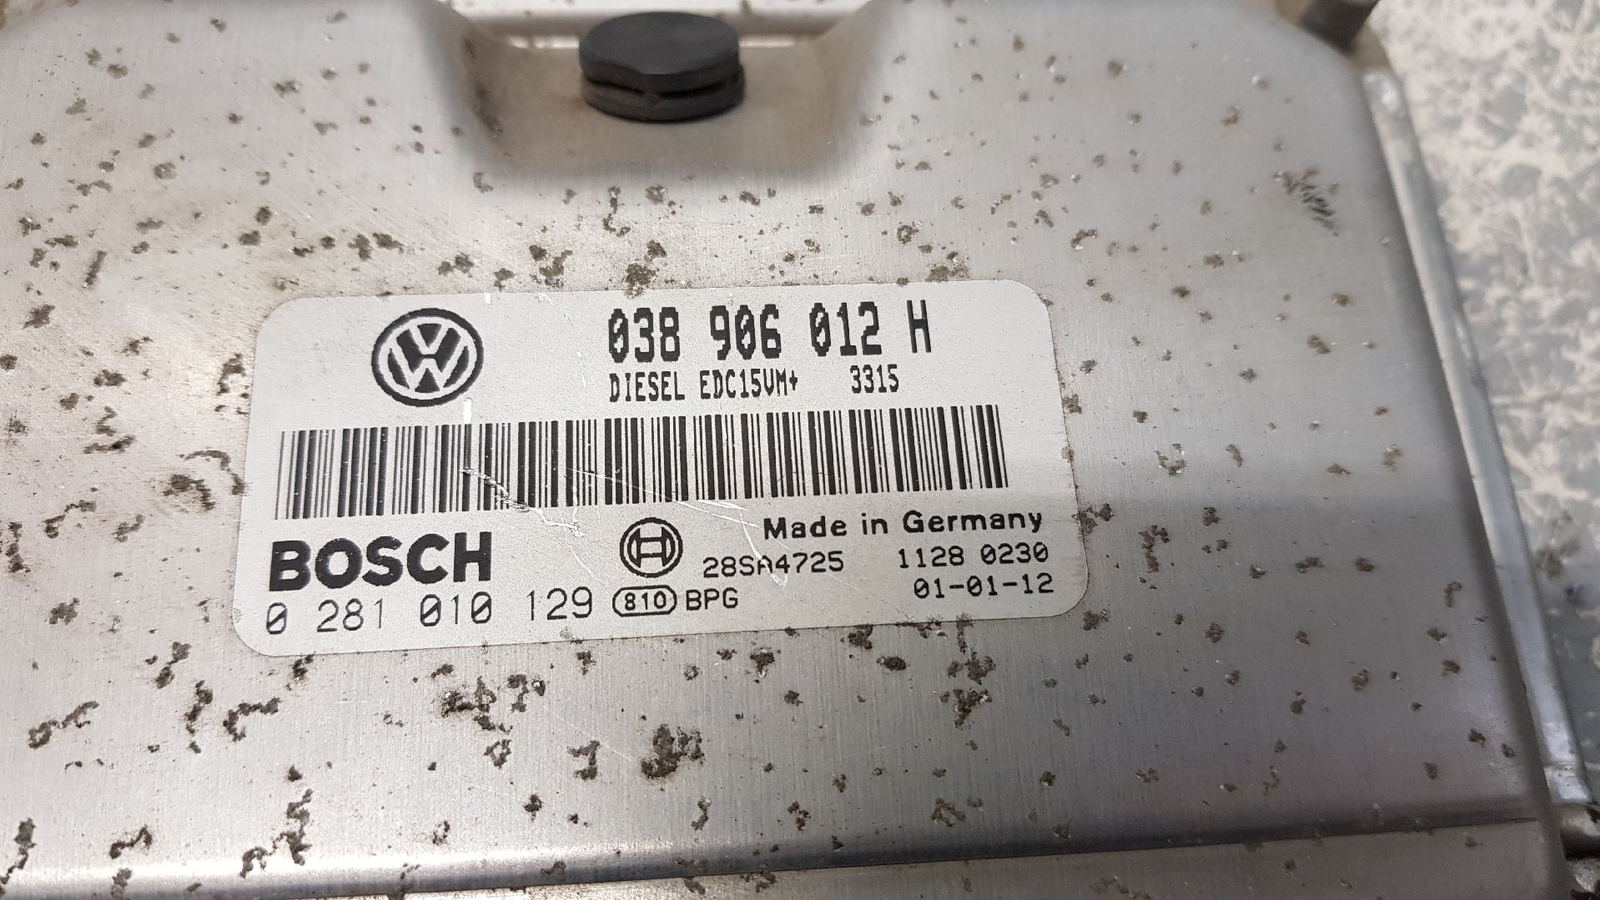 038 906 012 H
DIESEL EDC15VM+ 3315
Made in Germany
BOSCH
28SA4725 1128 0230
0 281 010 129 810 BPG 01-01-12